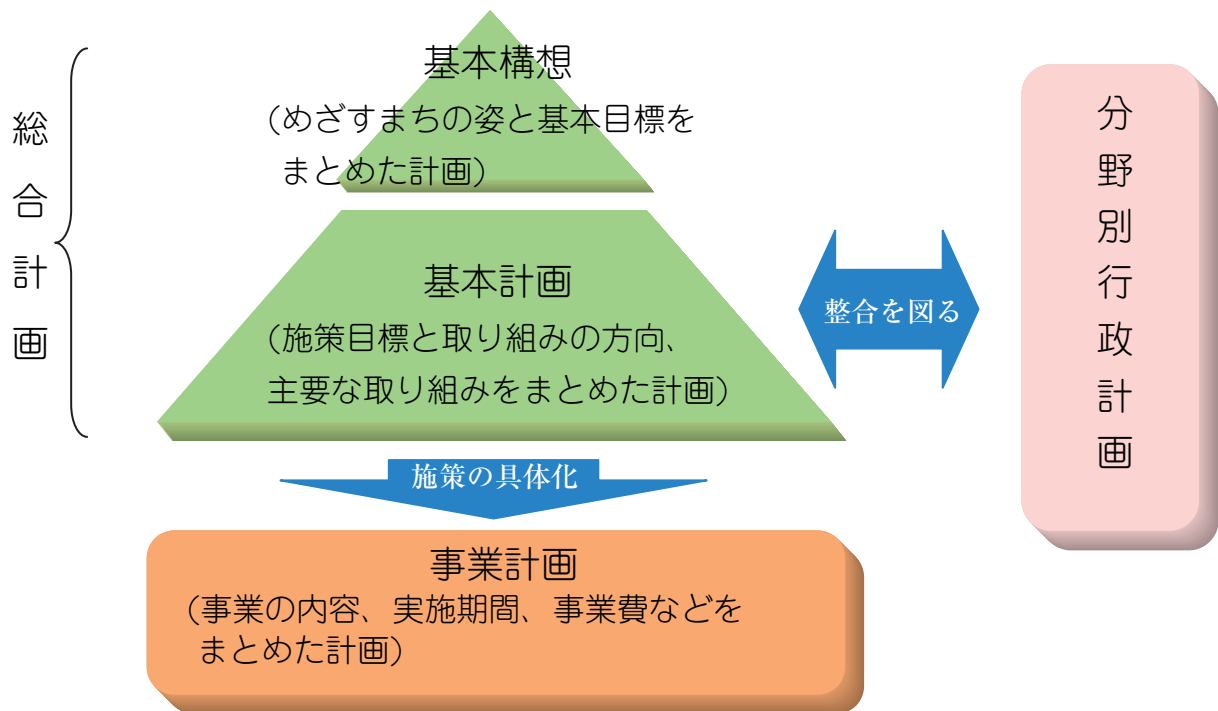 総合計画
基本構想
(めざすまちの姿と基本目標を
まとめた計画)
基本計画
(施策目標と取り組みの方向、
主要な取り組みをまとめた計画)
整合を図る
分野別行政計画
施策の具体化
事業計画
(事業の内容、実施期間、事業費などを
まとめた計画)